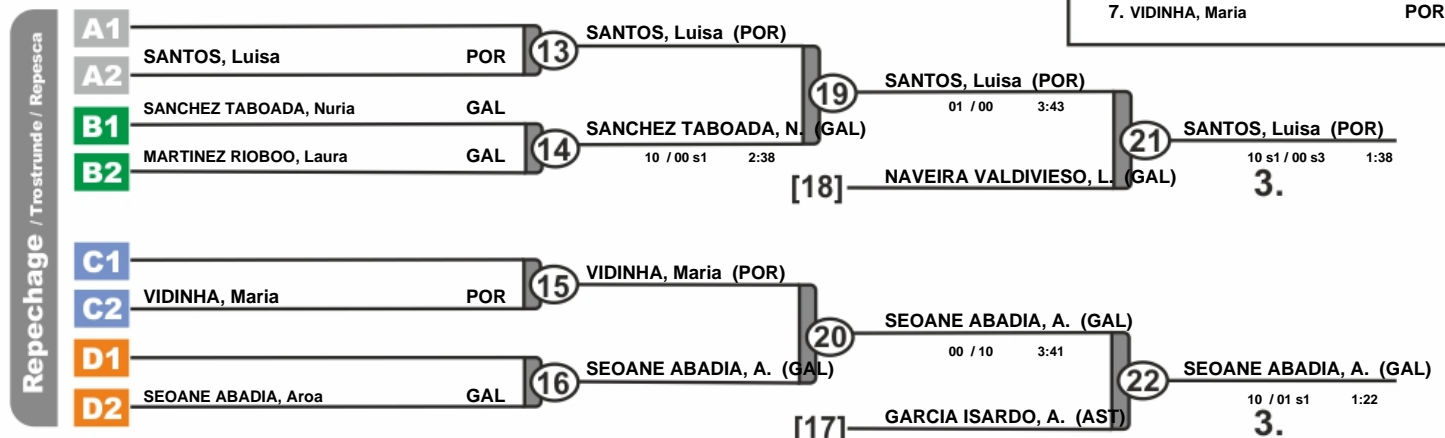 7. VIDINHA, Maria POR
Repechage / Trostrunde / Repesca
A1
SANTOS, Luisa POR
A2
13
SANTOS, Luisa (POR)
SANCHEZ TABOADA, Nuria GAL
B1
MARTINEZ RIOBOO, Laura GAL
B2
14
SANCHEZ TABOADA, N. (GAL)
10 / 00 s1 2:38
19
SANTOS, Luisa (POR)
01 / 00 3:43
[18]
NAVEIRA VALDIVIESO, L. (GAL)
21
SANTOS, Luisa (POR)
10 s1 / 00 s3 1:38
3.
C1
VIDINHA, Maria POR
C2
15
VIDINHA, Maria (POR)
D1
SEOANE ABADIA, Aroa GAL
D2
16
SEOANE ABADIA, A. (GAL)
20
SEOANE ABADIA, A. (GAL)
00 / 10 3:41
[17]
GARCIA ISARDO, A. (AST)
22
SEOANE ABADIA, A. (GAL)
10 / 01 s1 1:22
3.